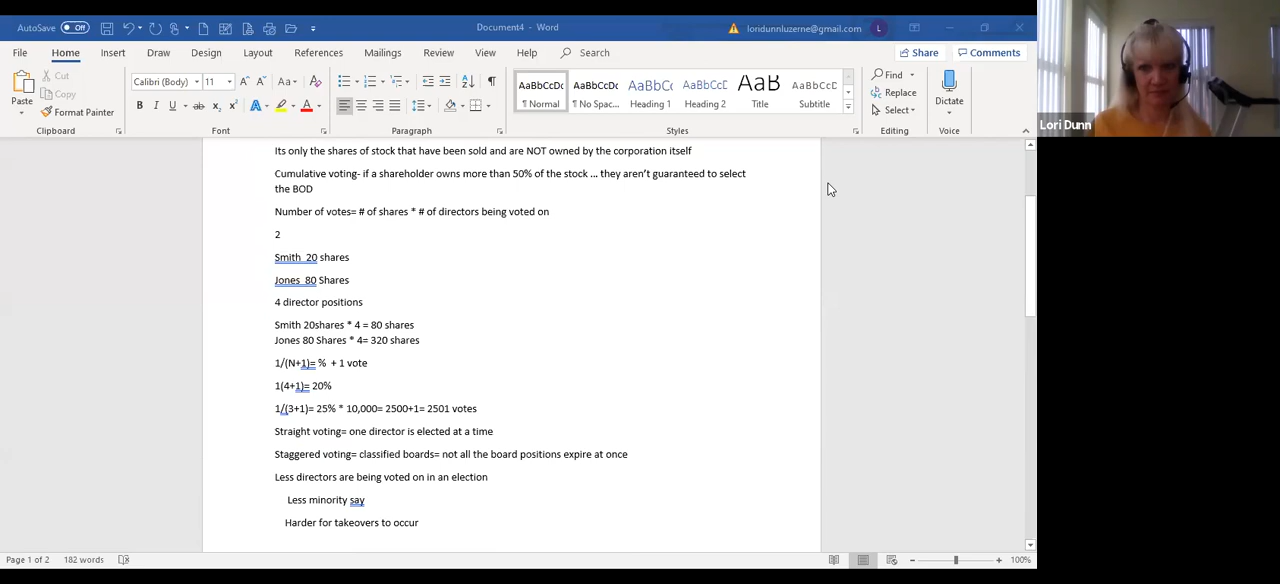 AutoSave
Off
Document4 - Word
loridunnluzerne@gmail.com
L
File
Home
Insert
Draw
Design
Layout
References
Mailings
Review
View
Help
Search
Share
Comments
Paste
Cut
Copy
Format Painter
Clipboard
Calibri (Body)
11
Font
Paragraph
AaBbCcDc
¶ Normal
AaBbCcDc
¶ No Spac...
AaBbCc
Heading 1
AaBbCcD
Heading 2
AaB
Title
AaBbCcD
Subtitle
Styles
Find
Replace
Select
Editing
Dictate
Voice
Lori Dunn
Its only the shares of stock that have been sold and are NOT owned by the corporation itself
Cumulative voting- if a shareholder owns more than 50% of the stock ... they aren't guaranteed to select
the BOD
Number of votes= # of shares * # of directors being voted on
2
Smith  20 shares
Jones  80 Shares
4 director positions
Smith 20shares * 4 = 80 shares
Jones 80 Shares * 4= 320 shares
1/(N+1)= %  + 1 vote
1(4+1)= 20%
1/(3+1)= 25% * 10,000= 2500+1= 2501 votes
Straight voting= one director is elected at a time
Staggered voting= classified boards= not all the board positions expire at once
Less directors are being voted on in an election
Less minority say
Harder for takeovers to occur
Page 1 of 2
182 words
100%